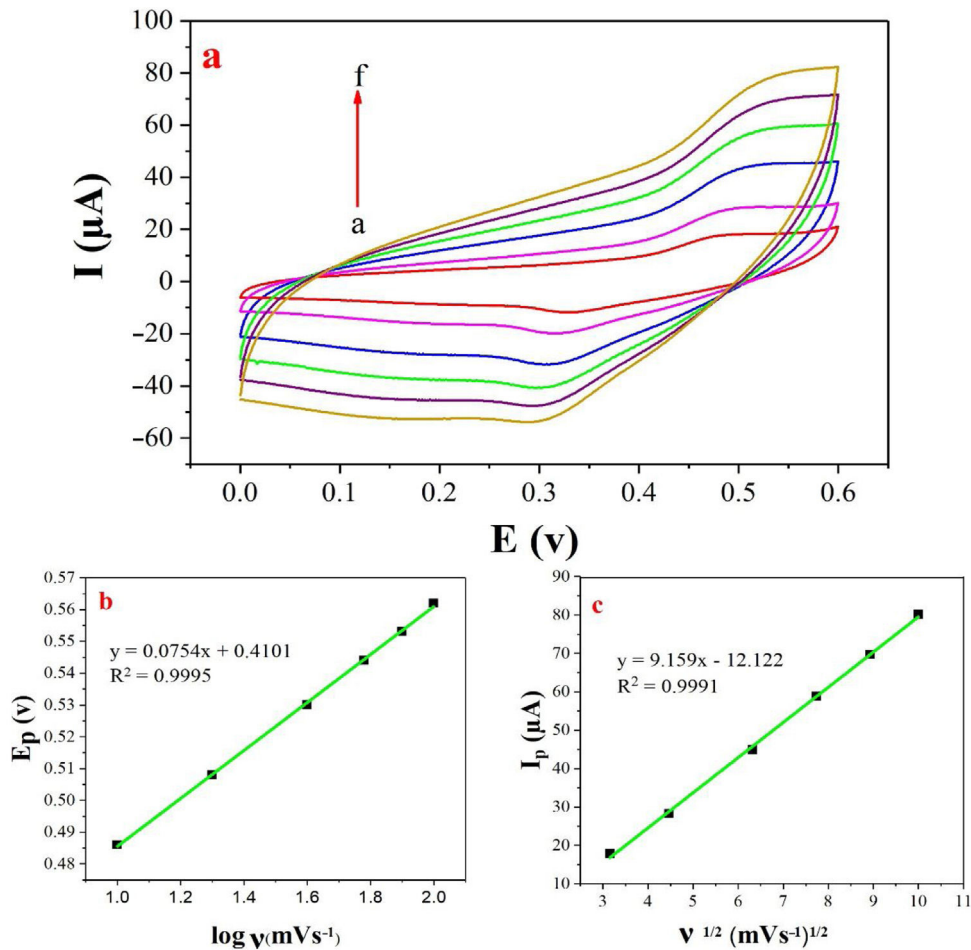 a
f
a
I (µA)
100
80
60
40
20
0
−20
−40
−60
0.0 0.1 0.2 0.3 0.4 0.5 0.6
E (v)
b
y = 0.0754x + 0.4101
R² = 0.9995
Ep (v)
0.57
0.56
0.55
0.54
0.53
0.51
0.50
0.49
0.48
1.0 1.2 1.4 1.6 1.8 2.0
log ν(mVs⁻¹)
c
y = 9.159x - 12.122
R² = 0.9991
Ip (µA)
90
80
70
60
50
40
30
20
10
3 4 5 6 7 8 9 10 11
ν ¹/² (mVs⁻¹)¹/²